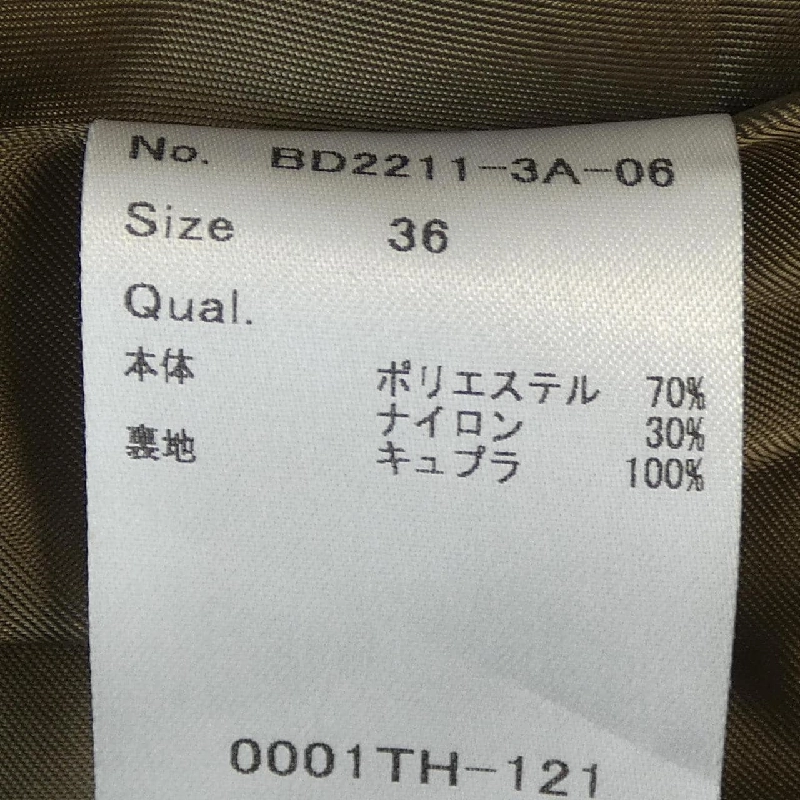 No. BD2211-3A-06
Size 36
Qual.
本体 ポリエステル 70%
ナイロン 30%
裏地 キュプラ 100%
0001TH-121